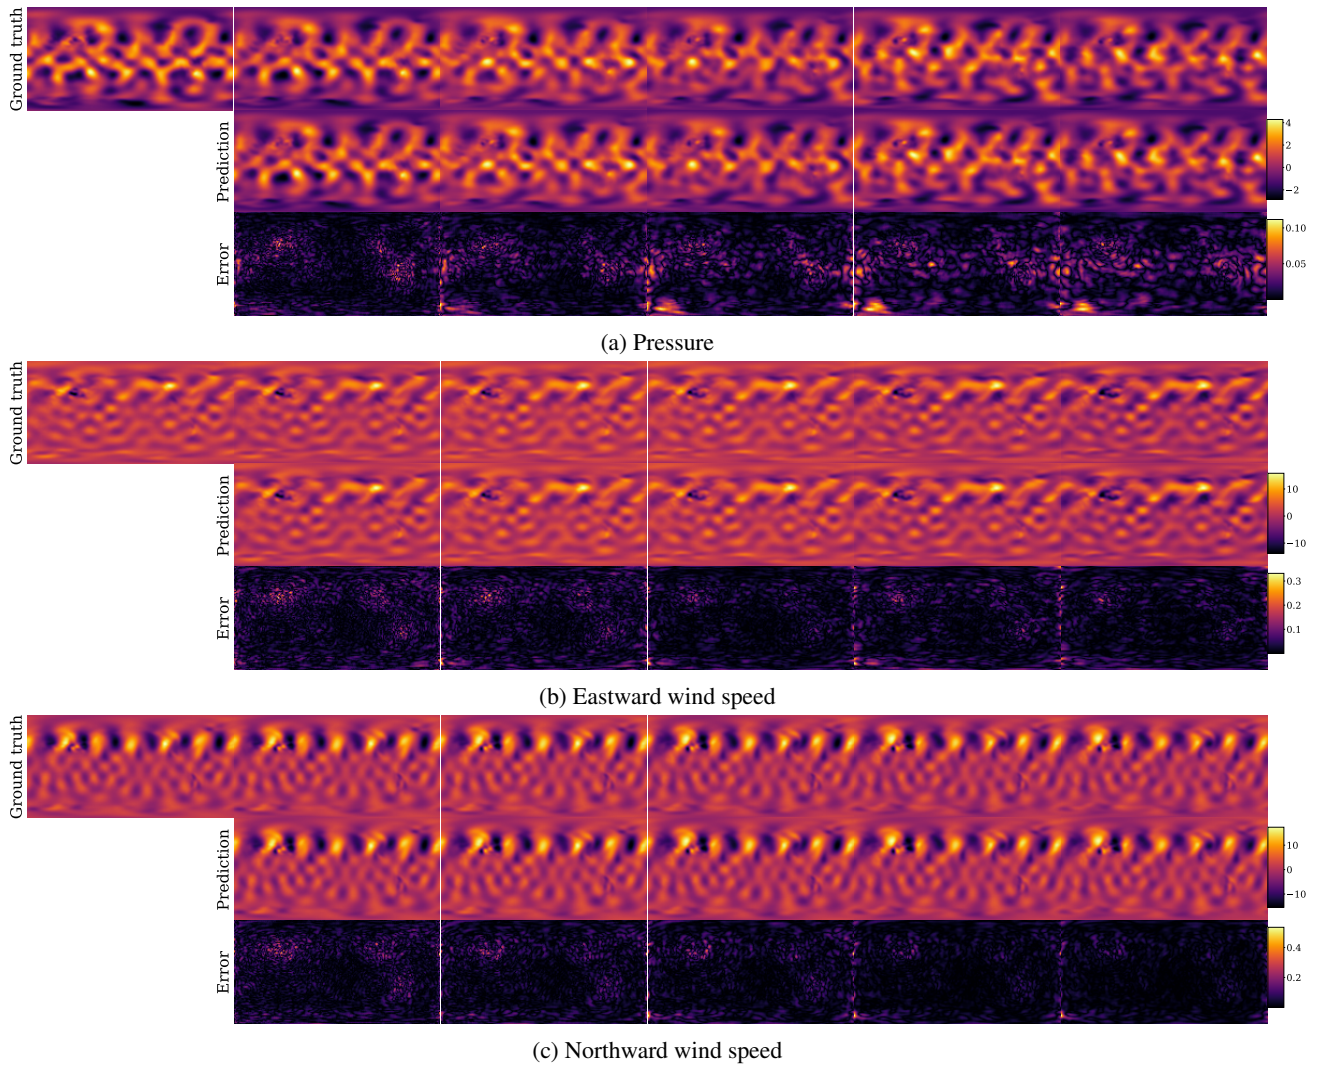 Ground truth
Prediction
4
2
0
−2
Error
0.10
0.05
(a) Pressure
Ground truth
Prediction
10
0
−10
Error
0.3
0.2
0.1
(b) Eastward wind speed
Ground truth
Prediction
10
0
−10
Error
0.4
0.2
(c) Northward wind speed